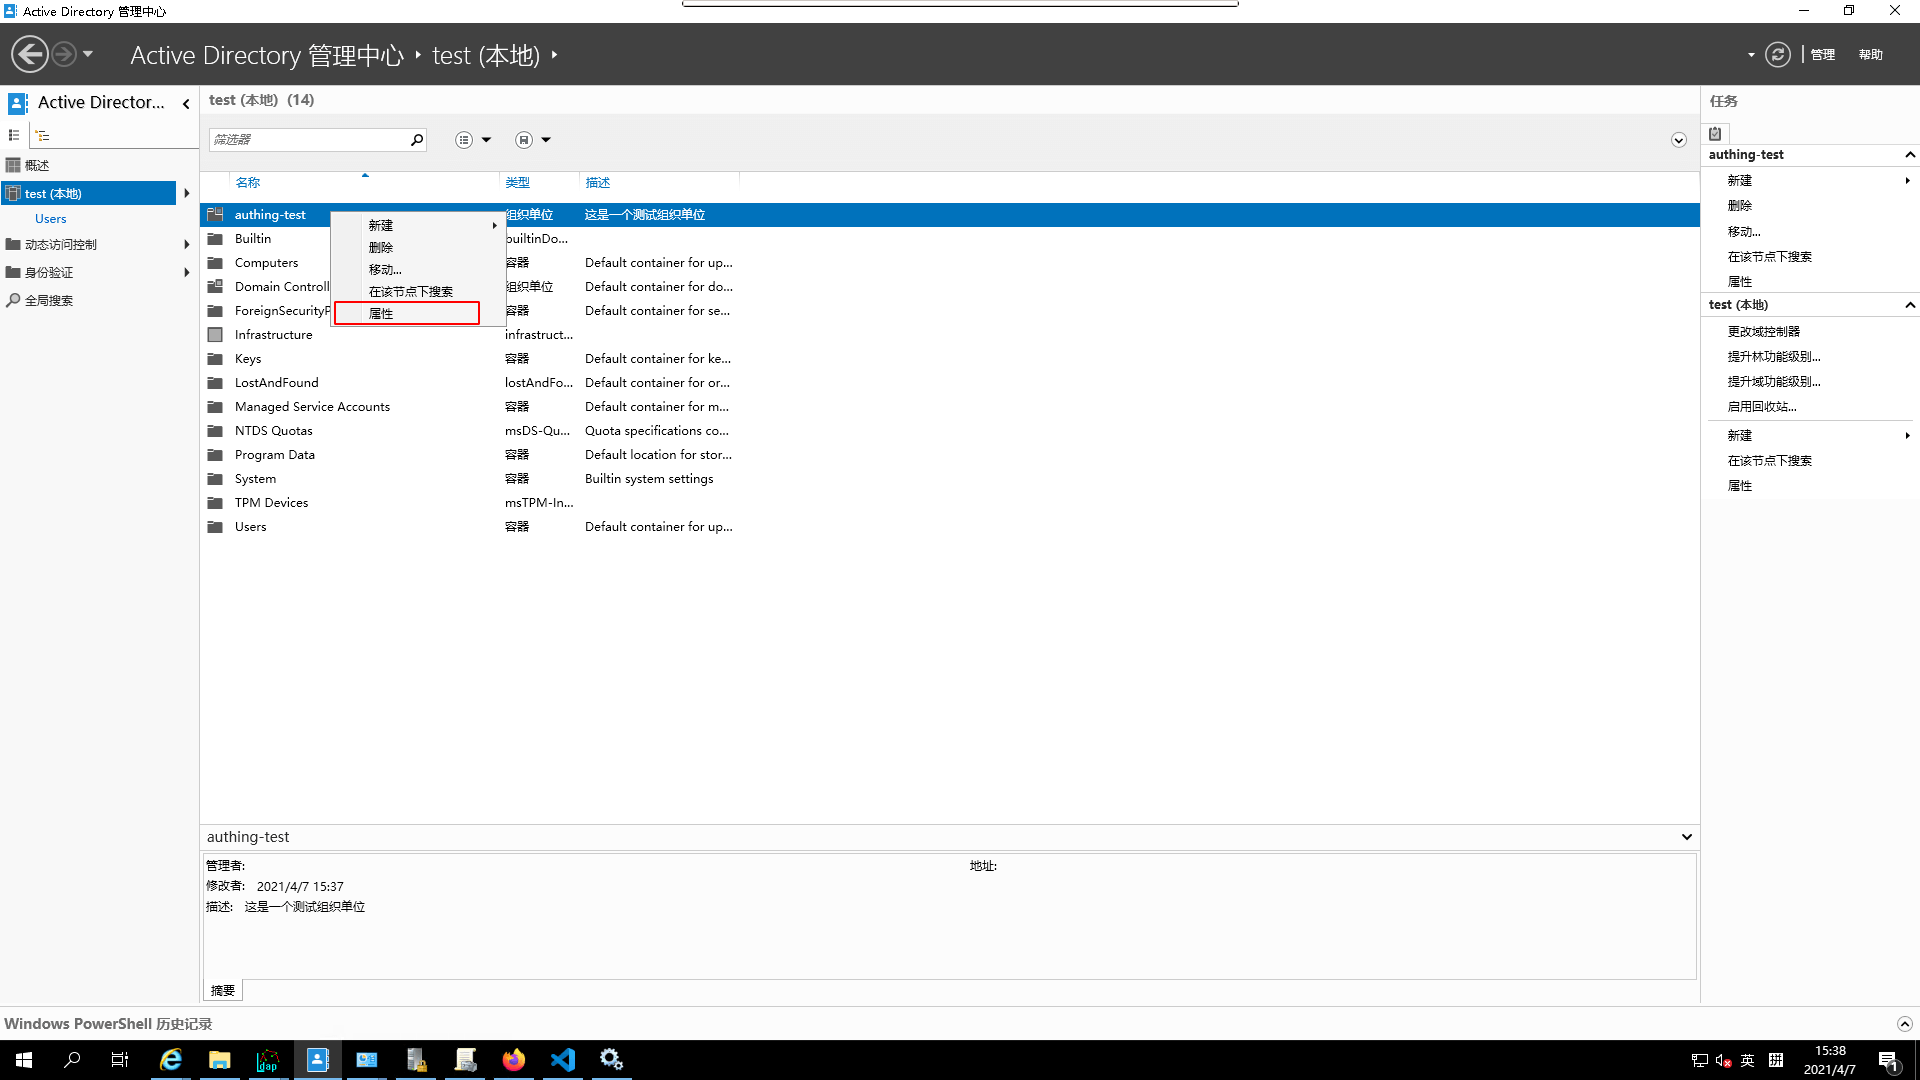 Active Directory 管理中心
Active Directory 管理中心 test (本地)
管理 帮助
Active Director...
概述
test (本地)
Users
动态访问控制
身份验证
全局搜索
test (本地) (14)
筛选器
名称 类型 描述
authing-test 组织单位 这是一个测试组织单位
Builtin builtinDo...
Computers 容器 Default container for up...
Domain Controll 组织单位 Default container for do...
ForeignSecurityP 容器 Default container for se...
Infrastructure infrastruct...
Keys 容器 Default container for ke...
LostAndFound lostAndFo... Default container for or...
Managed Service Accounts 容器 Default container for m...
NTDS Quotas msDS-Qu... Quota specifications co...
Program Data 容器 Default location for stor...
System 容器 Builtin system settings
TPM Devices msTPM-In...
Users 容器 Default container for up...
新建
删除
移动...
在该节点下搜索
属性
authing-test
管理者:
地址:
修改者: 2021/4/7 15:37
描述: 这是一个测试组织单位
摘要
任务
authing-test
新建
删除
移动...
在该节点下搜索
属性
test (本地)
更改域控制器
提升林功能级别...
提升域功能级别...
启用回收站...
新建
在该节点下搜索
属性
Windows PowerShell 历史记录
dap
英 拼
15:38
2021/4/7
1